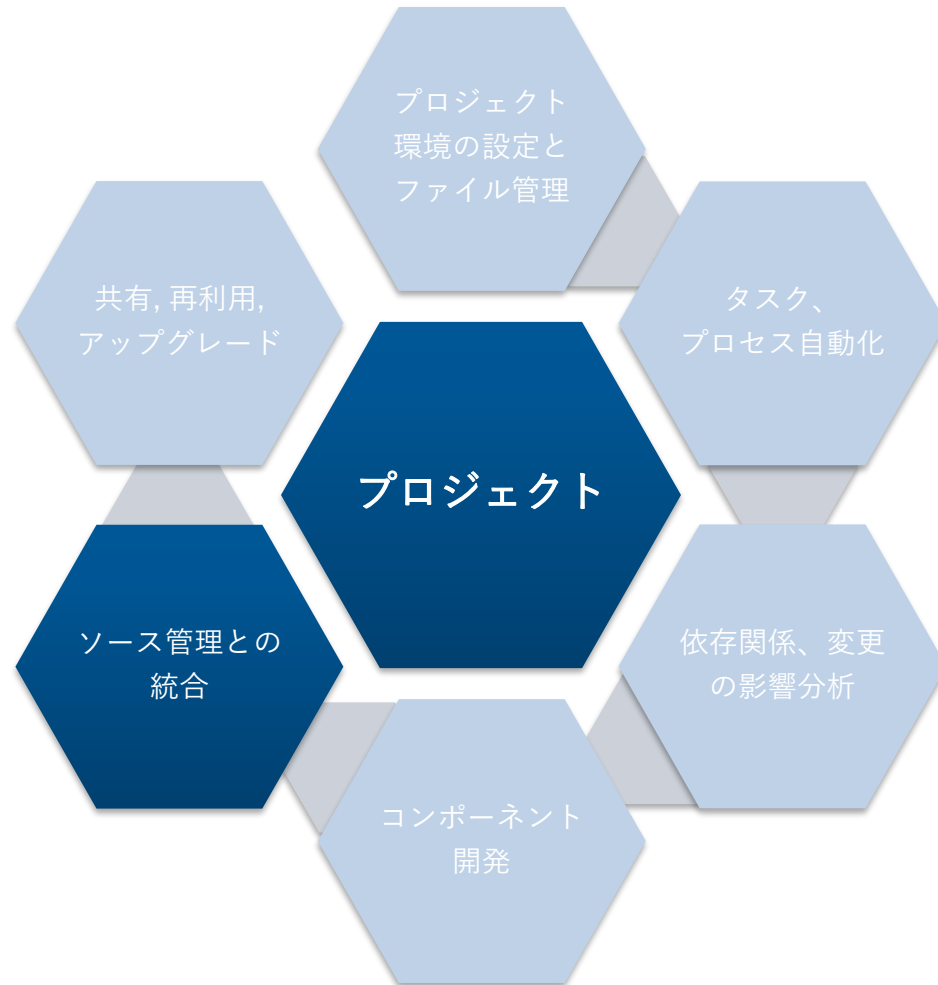 プロジェクト
環境の設定と
ファイル管理
共有, 再利用,
アップグレード
タスク、
プロセス自動化
プロジェクト
ソース管理との
統合
依存関係、変更
の影響分析
コンポーネント
開発